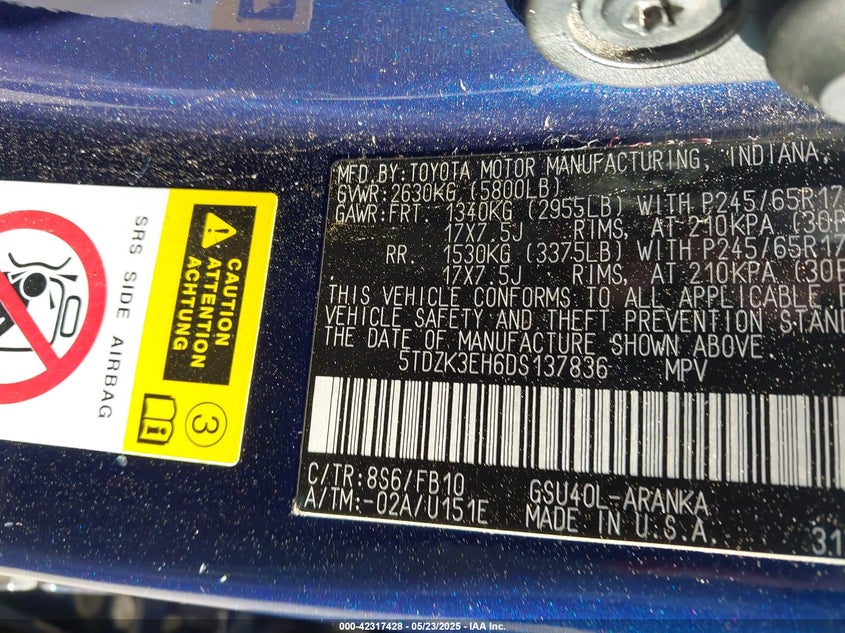 MFD.BY: TOYOTA MOTOR MANUFACTURING, INDIANA,
GVWR: 2630KG (5800LB)
GAWR: FRT. 1340KG (2955LB) WITH P245/65R17
17X7.5J RIMS, AT 210KPA (30P
RR. 1530KG (3375LB) WITH P245/65R17
17X7.5J RIMS, AT 210KPA (30P
THIS VEHICLE CONFORMS TO ALL APPLICABLE F
VEHICLE SAFETY AND THEFT PREVENTION STAND
THE DATE OF MANUFACTURE SHOWN ABOVE.
5TDZK3EH6DS137836 MPV
C/TR: 8S6/FB10 GSU40L-ARANKA
A/TM:-02A/U151E MADE IN U.S.A. 3.
SRS SIDE AIRBAG
CAUTION
ATTENTION
ACHTUNG
3
i
000-42317428 - 05/23/2025 - IAA Inc.